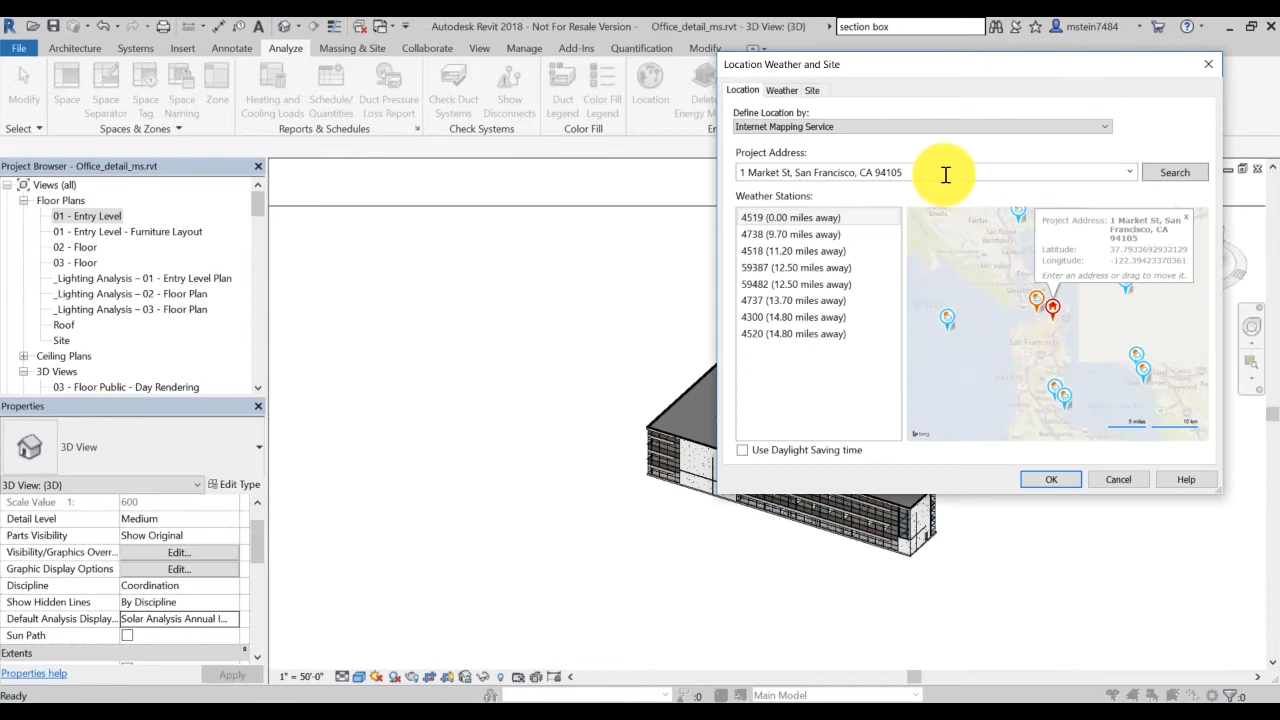 Autodesk Revit 2018 - Not For Resale Version - Office_detail_ms.rvt - 3D View: {3D}
section box
mstein7484
File Architecture Systems Insert Annotate Analyze Massing & Site Collaborate View Manage Add-Ins Quantification Modify
Modify
Space
Space Separator
Space Tag
Space Naming
Zone
Heating and Cooling Loads
Schedule/ Quantities
Duct Pressure Loss Report
Check Duct Systems
Show Disconnects
Duct Legend
Color Fill Legend
Location
Delete
Energy M
Select
Spaces & Zones
Reports & Schedules
Check Systems
Color Fill
Project Browser - Office_detail_ms.rvt
Views (all)
Floor Plans
01 - Entry Level
01 - Entry Level - Furniture Layout
02 - Floor
03 - Floor
_Lighting Analysis – 01 - Entry Level Plan
_Lighting Analysis – 02 - Floor Plan
_Lighting Analysis – 03 - Floor Plan
Roof
Site
Ceiling Plans
3D Views
03 - Floor Public - Day Rendering
Properties
3D View
3D View: {3D}
Edit Type
Scale Value 1: 600
Detail Level Medium
Parts Visibility Show Original
Visibility/Graphics Overr... Edit...
Graphic Display Options Edit...
Discipline Coordination
Show Hidden Lines By Discipline
Default Analysis Display... Solar Analysis Annual I...
Sun Path
Extents
Properties help
Apply
Ready
1" = 50'-0"
:0
Main Model
:0
Location Weather and Site
Location Weather Site
Define Location by:
Internet Mapping Service
Project Address:
1 Market St, San Francisco, CA 94105
Search
Weather Stations:
4519 (0.00 miles away)
4738 (9.70 miles away)
4518 (11.20 miles away)
59387 (12.50 miles away)
59482 (12.50 miles away)
4737 (13.70 miles away)
4300 (14.80 miles away)
4520 (14.80 miles away)
Project Address: 1 Market St, San
Francisco, CA
94105
Latitude: 37.7933692932129
Longitude: -122.39423370361
Enter an address or drag to move it.
x
San Francisco
bing
5 miles 10 km
Use Daylight Saving time
OK
Cancel
Help